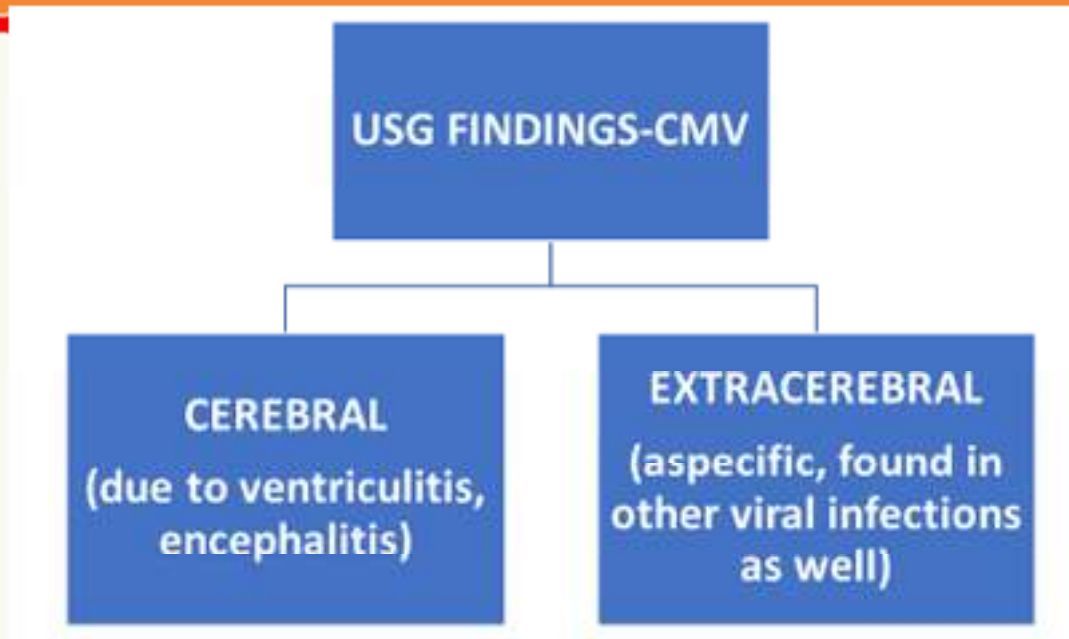 USG FINDINGS-CMV
CEREBRAL
(due to ventriculitis,
encephalitis)
EXTRACEREBRAL
(aspecific, found in
other viral infections
as well)